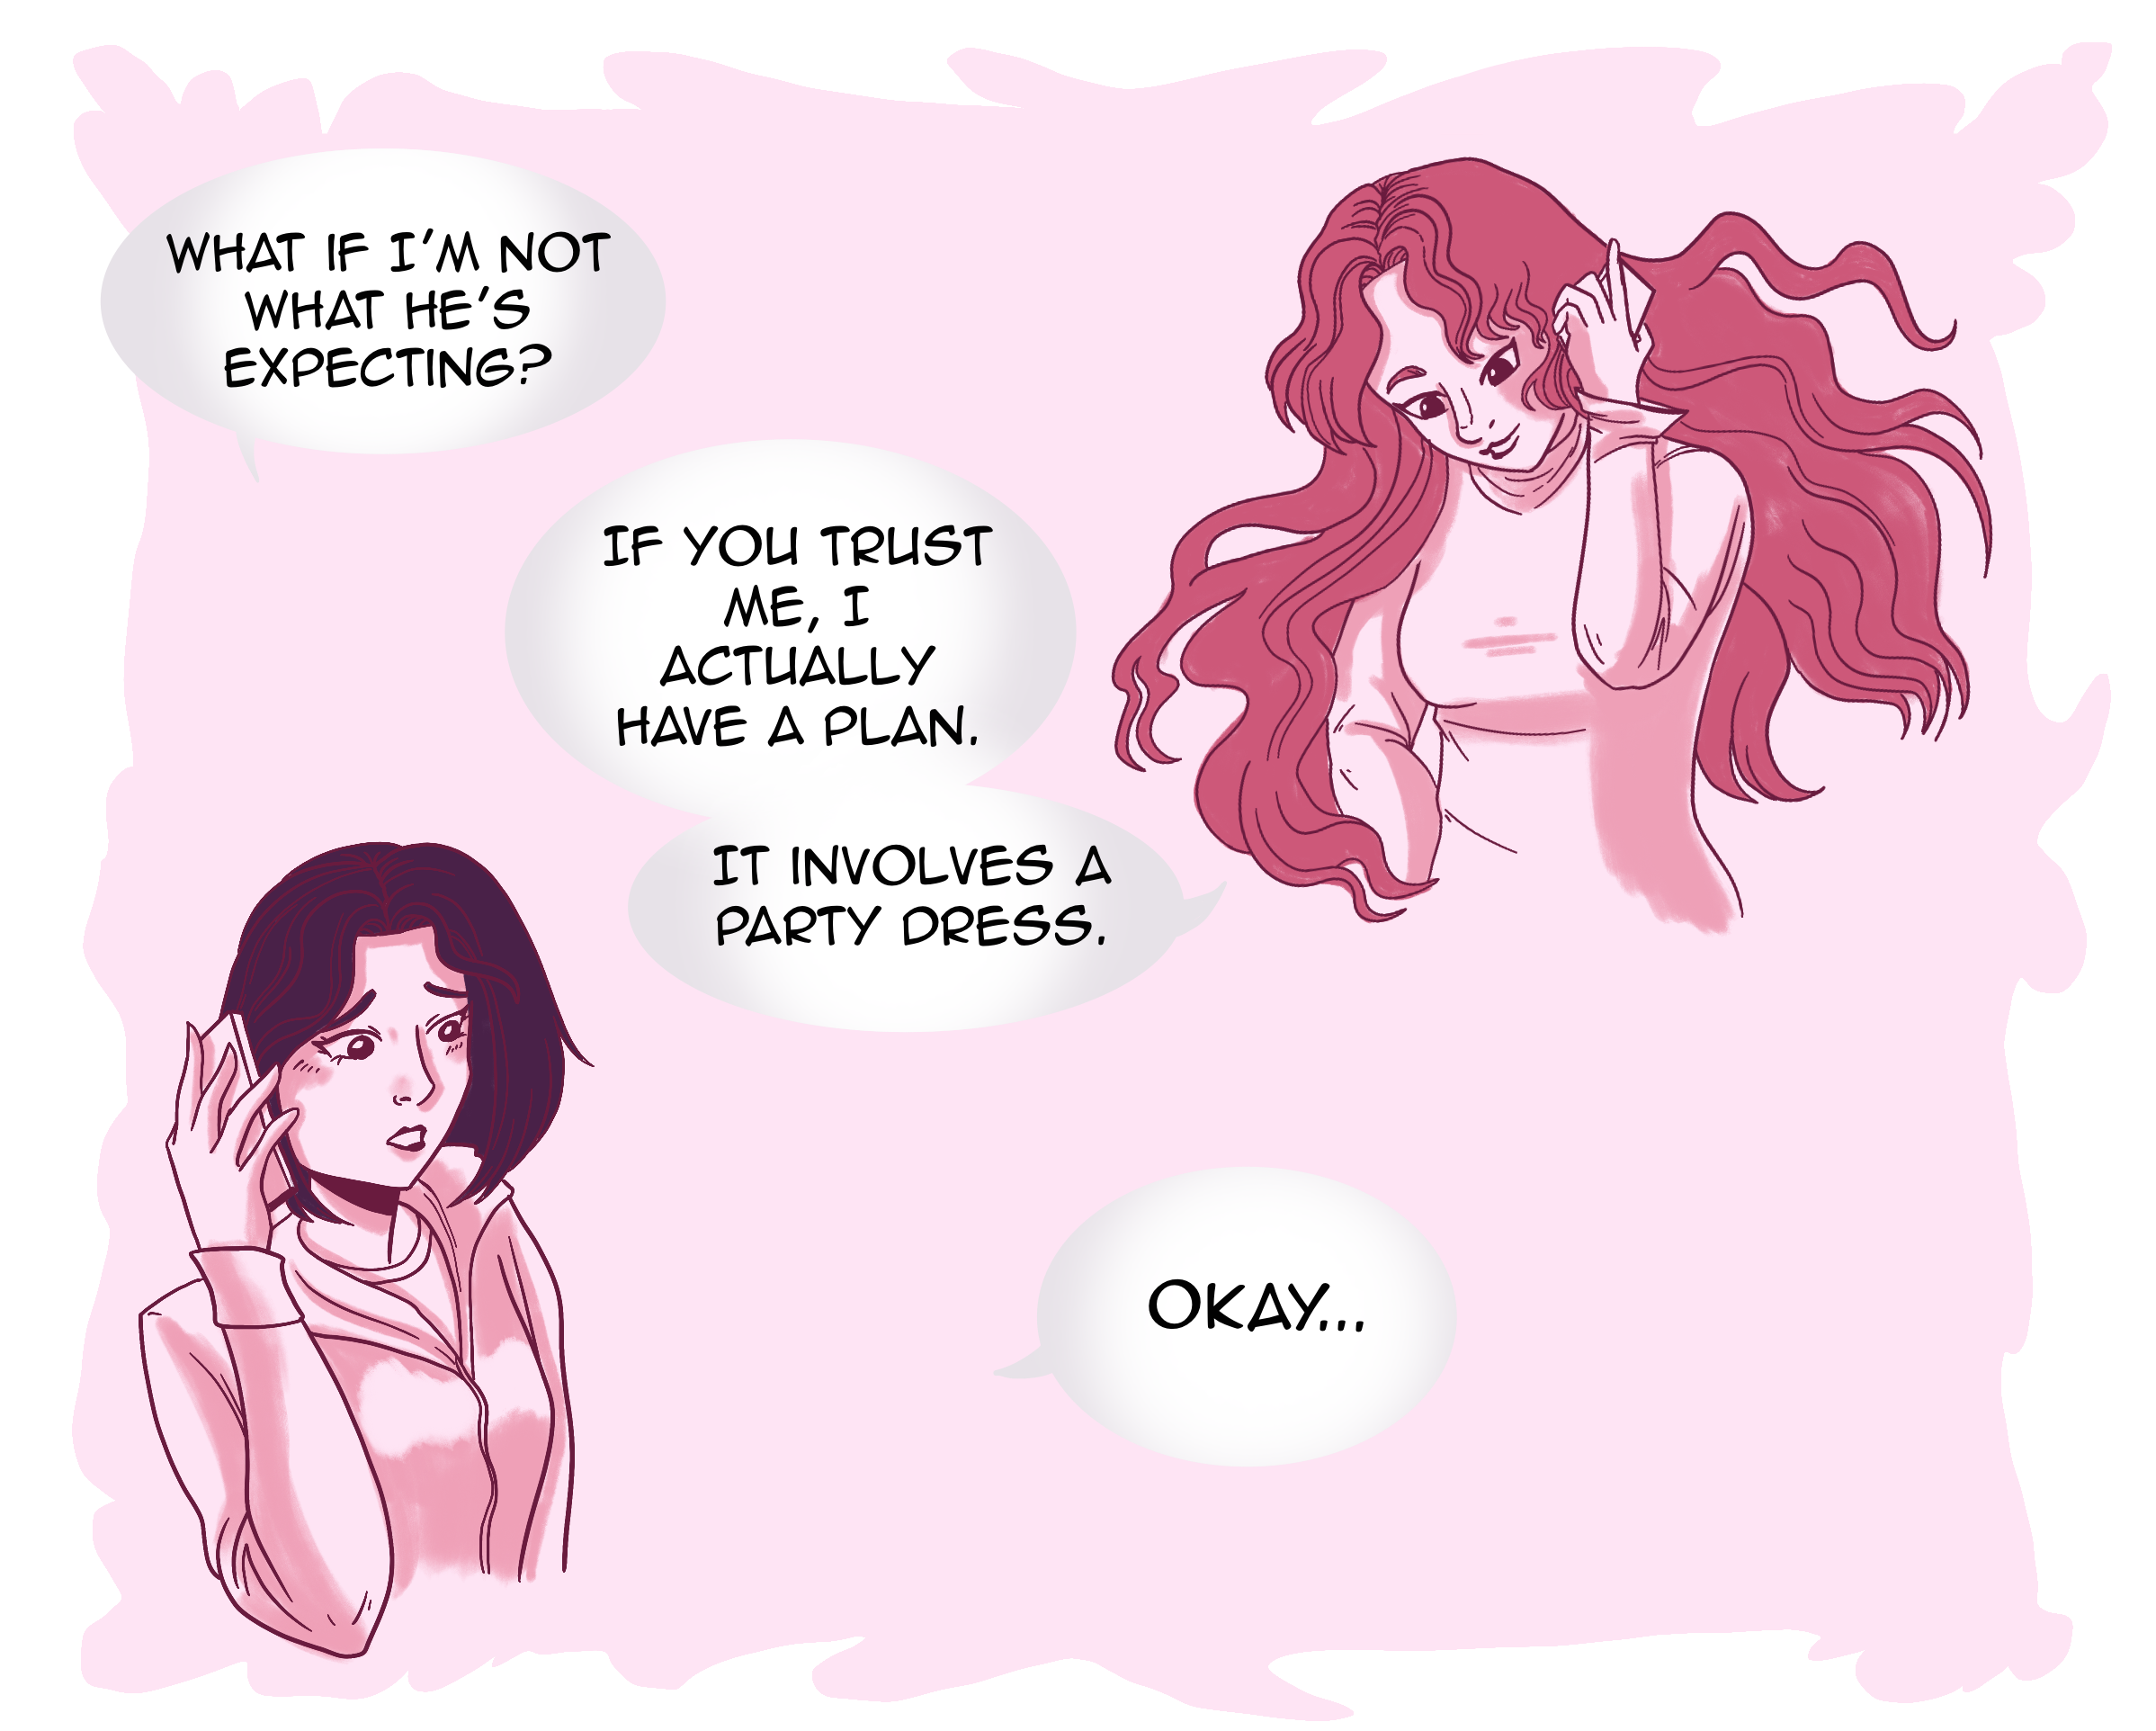 WHAT IF I'M NOT
WHAT HE'S
EXPECTING?
IF YOU TRUST
ME, I
ACTUALLY
HAVE A PLAN.
IT INVOLVES A
PARTY DRESS.
OKAY...